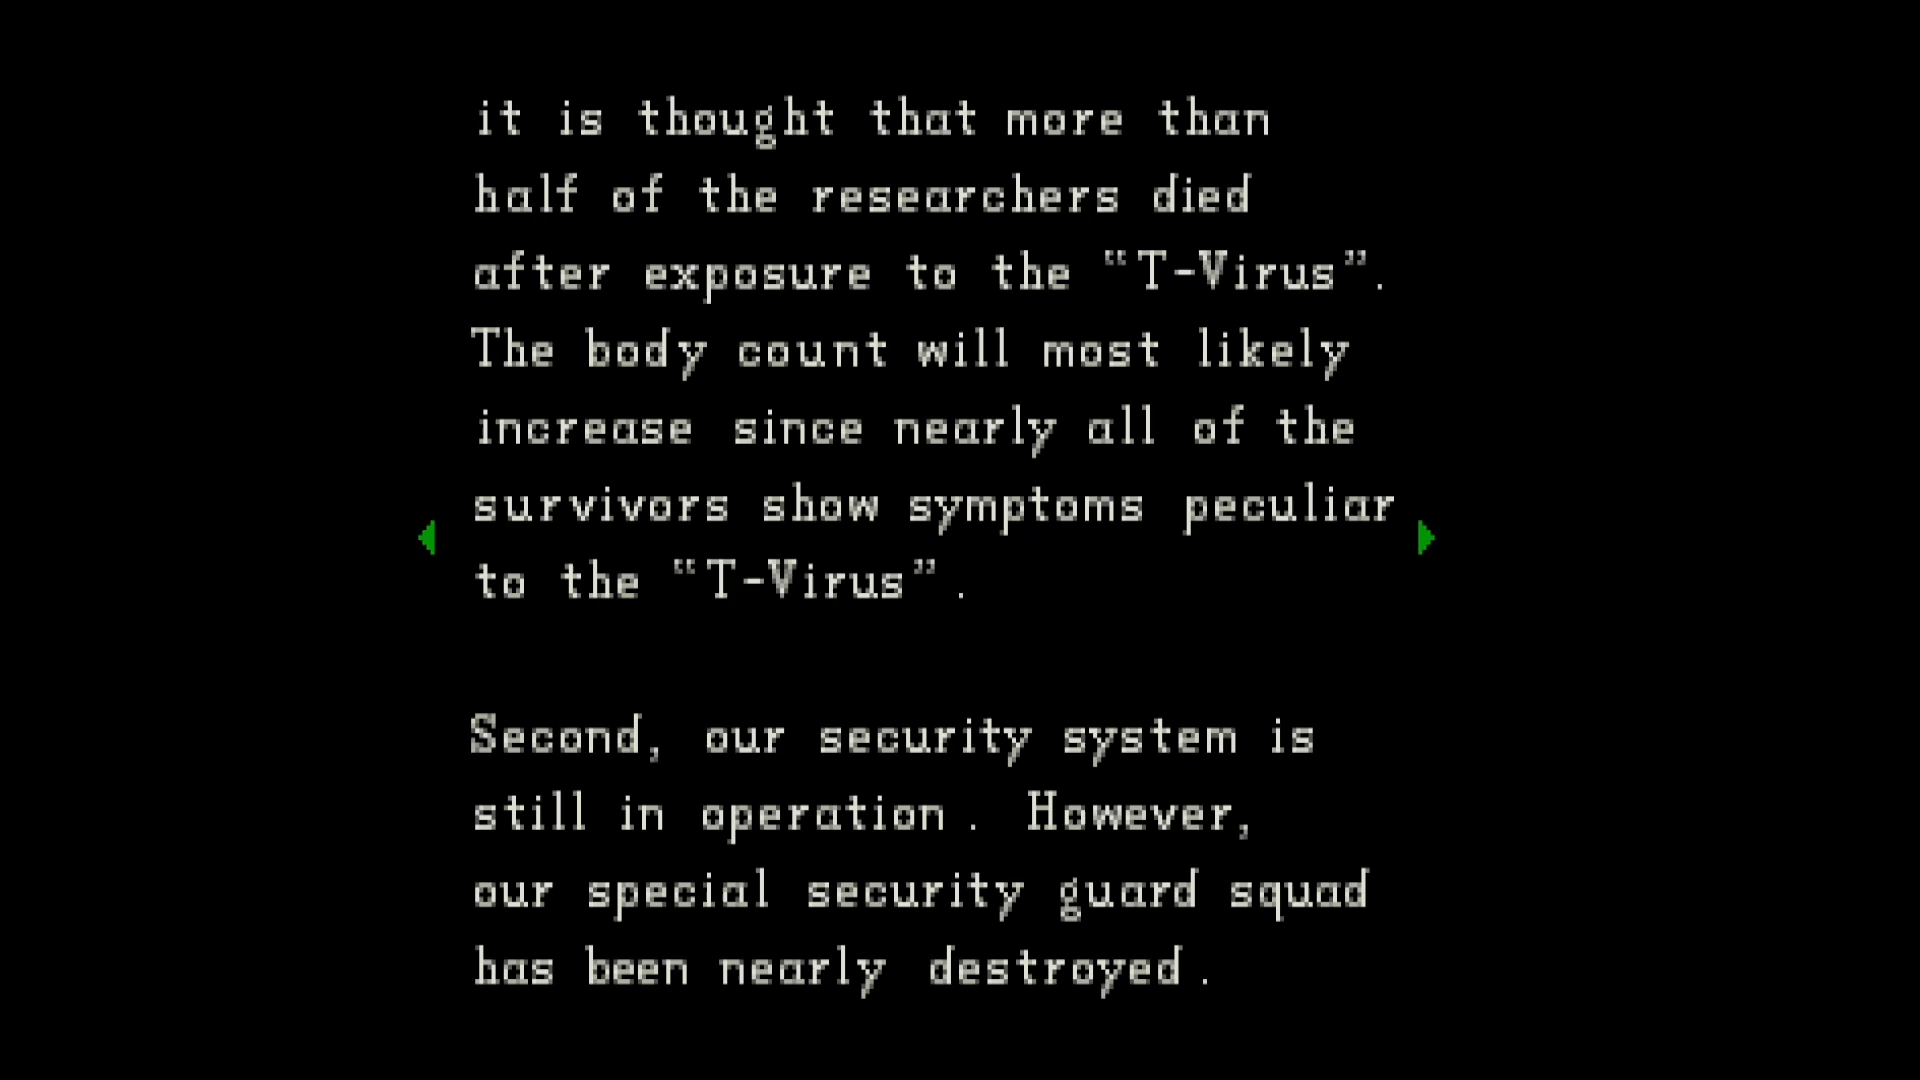 it is thought that more than
half of the researchers died
after exposure to the “T-Virus”.
The body count will most likely
increase since nearly all of the
survivors show symptoms peculiar
to the “T-Virus”.
Second, our security system is
still in operation. However,
our special security guard squad
has been nearly destroyed.